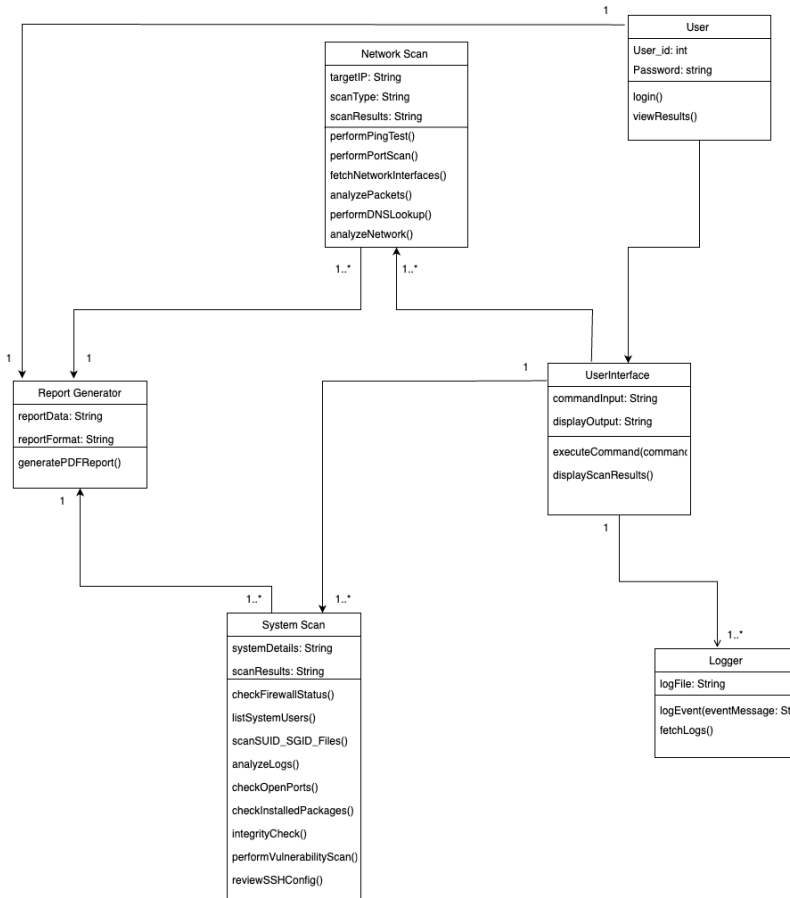 1
User
User_id: int
Password: string
login()
viewResults()
Network Scan
targetIP: String
scanType: String
scanResults: String
performPingTest()
performPortScan()
fetchNetworkInterfaces()
analyzePackets()
performDNSLookup()
analyzeNetwork()
1..*
1..*
1
1
1
Report Generator
reportData: String
reportFormat: String
generatePDFReport()
1
UserInterface
commandInput: String
displayOutput: String
executeCommand(command
displayScanResults()
1
1..*
1..*
System Scan
systemDetails: String
scanResults: String
checkFirewallStatus()
listSystemUsers()
scanSUID_SGID_Files()
analyzeLogs()
checkOpenPorts()
checkInstalledPackages()
integrityCheck()
performVulnerabilityScan()
reviewSSHConfig()
1..*
Logger
logFile: String
logEvent(eventMessage: St
fetchLogs()